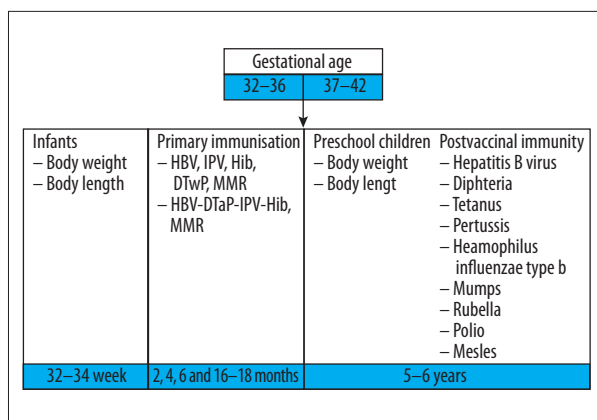 Gestational age
32–36
37–42
Infants
– Body weight
– Body length
32–34 week
Primary immunisation
– HBV, IPV, Hib,
DTwP, MMR
– HBV-DTaP-IPV-Hib,
MMR
2, 4, 6 and 16–18 months
Preschool children
– Body weight
– Body lengt
Postvaccinal immunity
– Hepatitis B virus
– Diphteria
– Tetanus
– Pertussis
– Heamophilus
influenzae type b
– Mumps
– Rubella
– Polio
– Mesles
5–6 years